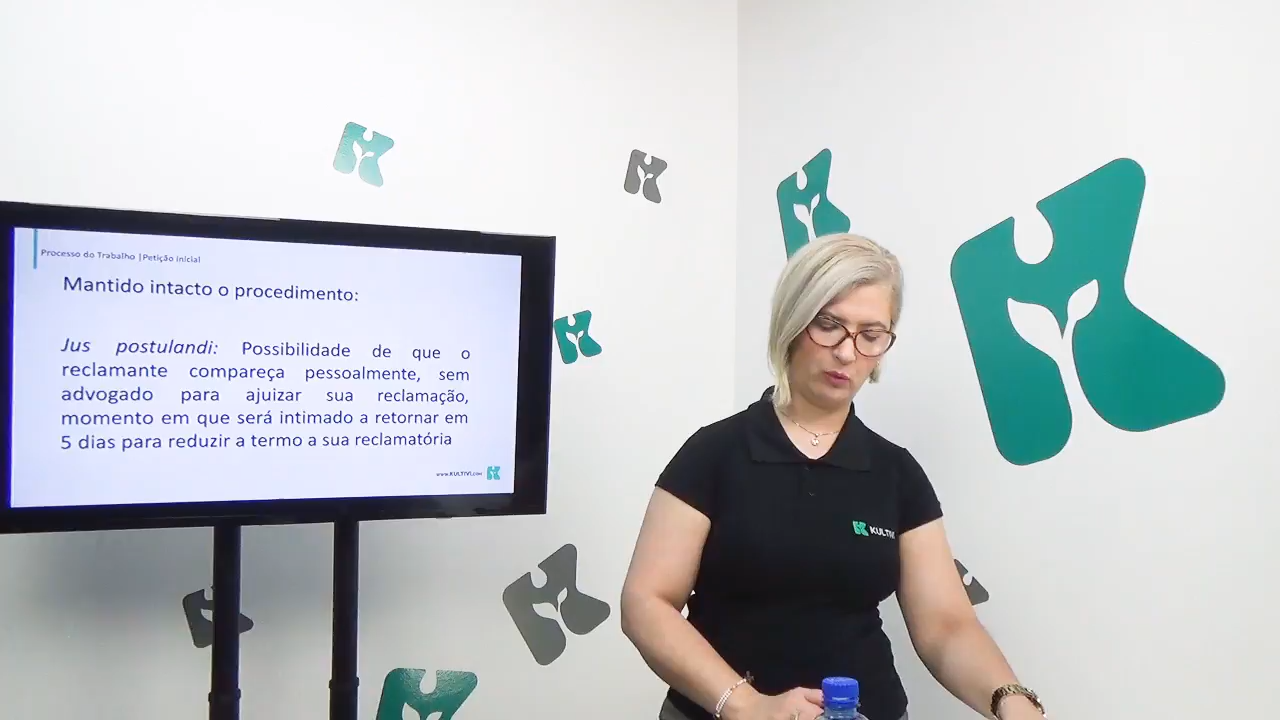 Processo do Trabalho |Petição Inicial
Mantido intacto o procedimento:
Jus postulandi: Possibilidade de que o
reclamante compareça pessoalmente, sem
advogado para ajuizar sua reclamação,
momento em que será intimado a retornar em
5 dias para reduzir a termo a sua reclamatória
www.KULTIVI.com
KULTIVI